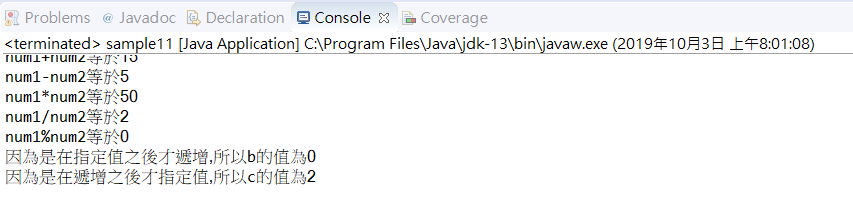 Problems @ Javadoc Declaration Console Coverage
<terminated> sample11 [Java Application] C:\Program Files\Java\jdk-13\bin\javaw.exe (2019年10月3日 上午8:01:08)
num1+num2等於15
num1-num2等於5
num1*num2等於50
num1/num2等於2
num1%num2等於0
因為是在指定值之後才遞增,所以b的值為0
因為是在遞增之後才指定值,所以c的值為2